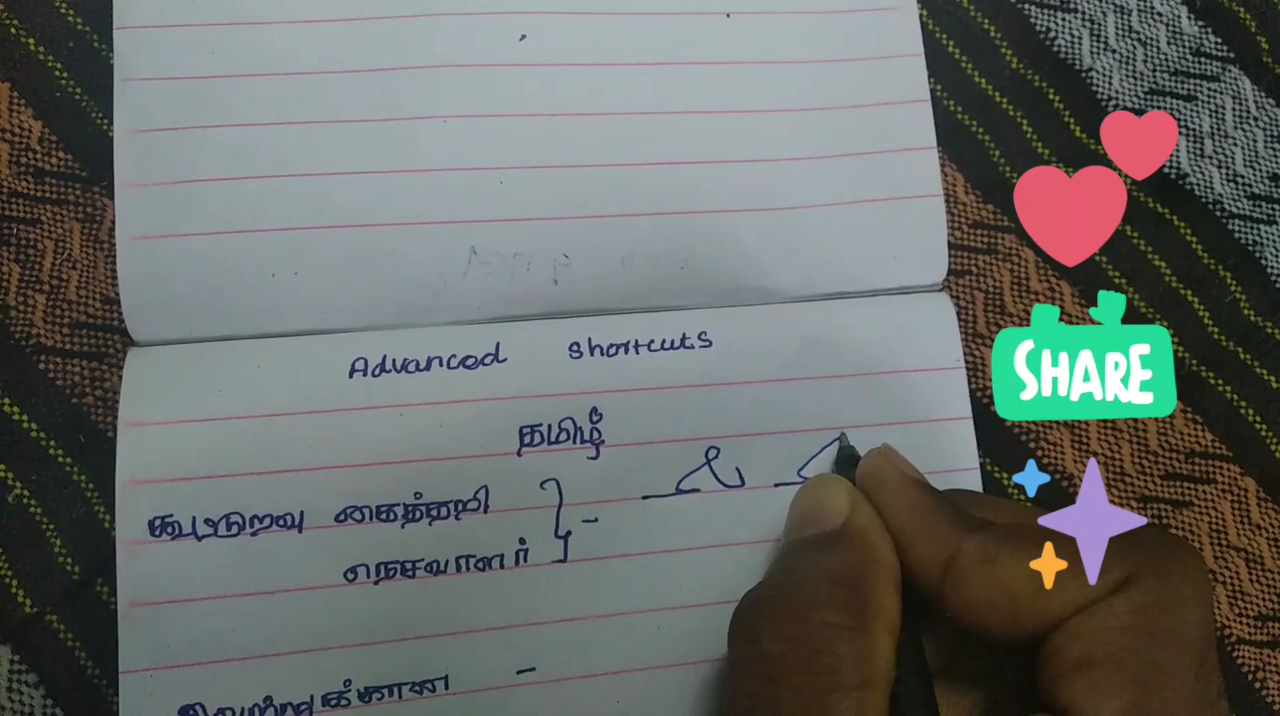 Advanced shortcuts
தமிழ்
கூட்டுறவு கைத்தறி
நெசவாளர் } -
-
SHARE